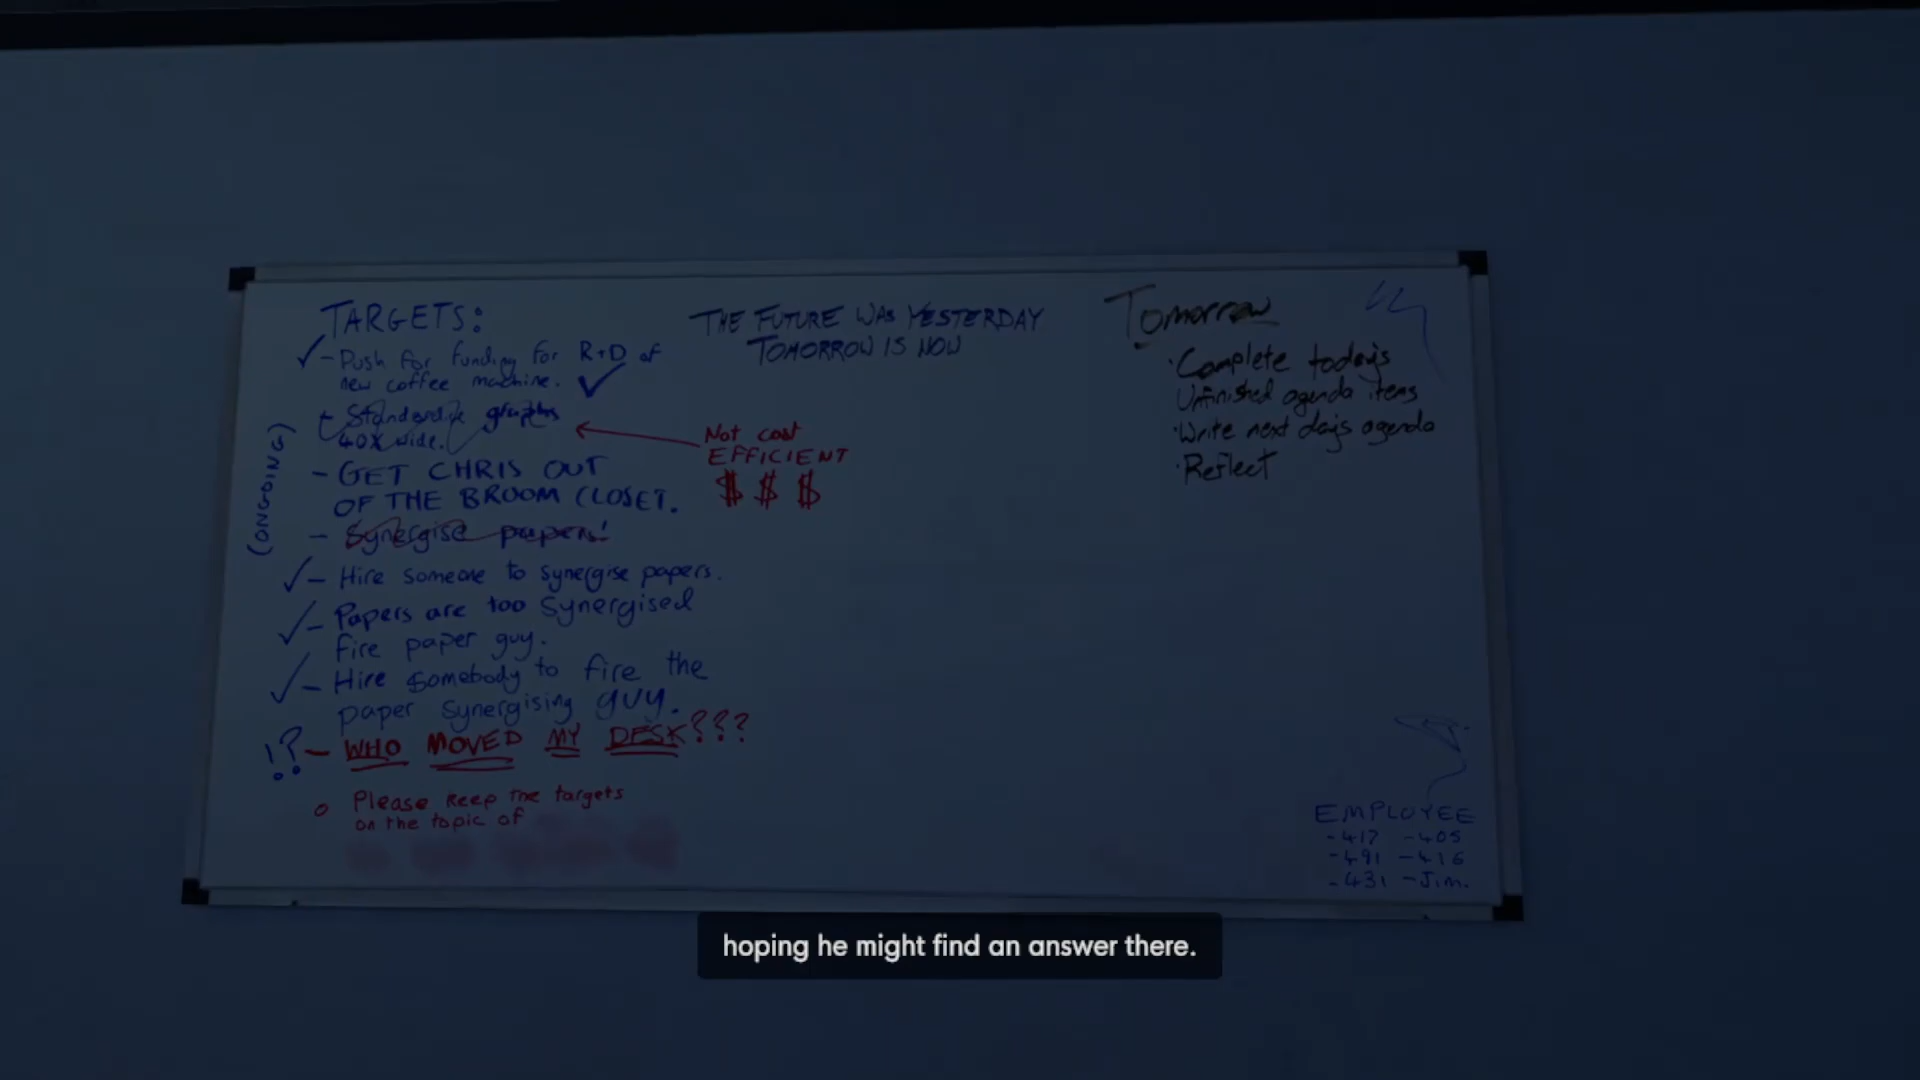 TARGETS:
- Push for funding for R+D of
new coffee machine.
- Standardize graphs
40x wide.
(ONGOING)
- GET CHRIS OUT
OF THE BROOM CLOSET.
- Synergise papers!
- Hire someone to synergise papers.
- Papers are too synergised
fire paper guy.
- Hire somebody to fire the
paper synergising guy.
!? - WHO MOVED MY DESK???
o Please keep the targets
on the topic of
Not cost
EFFICIENT
$ $ $
THE FUTURE WAS YESTERDAY
TOMORROW IS NOW
Tomorrow
· Complete todays
Unfinished agenda items
· Write next days agenda
· Reflect
EMPLOYEE
- 417 - 405
- 491 - 416
- 431 - Jim.
hoping he might find an answer there.